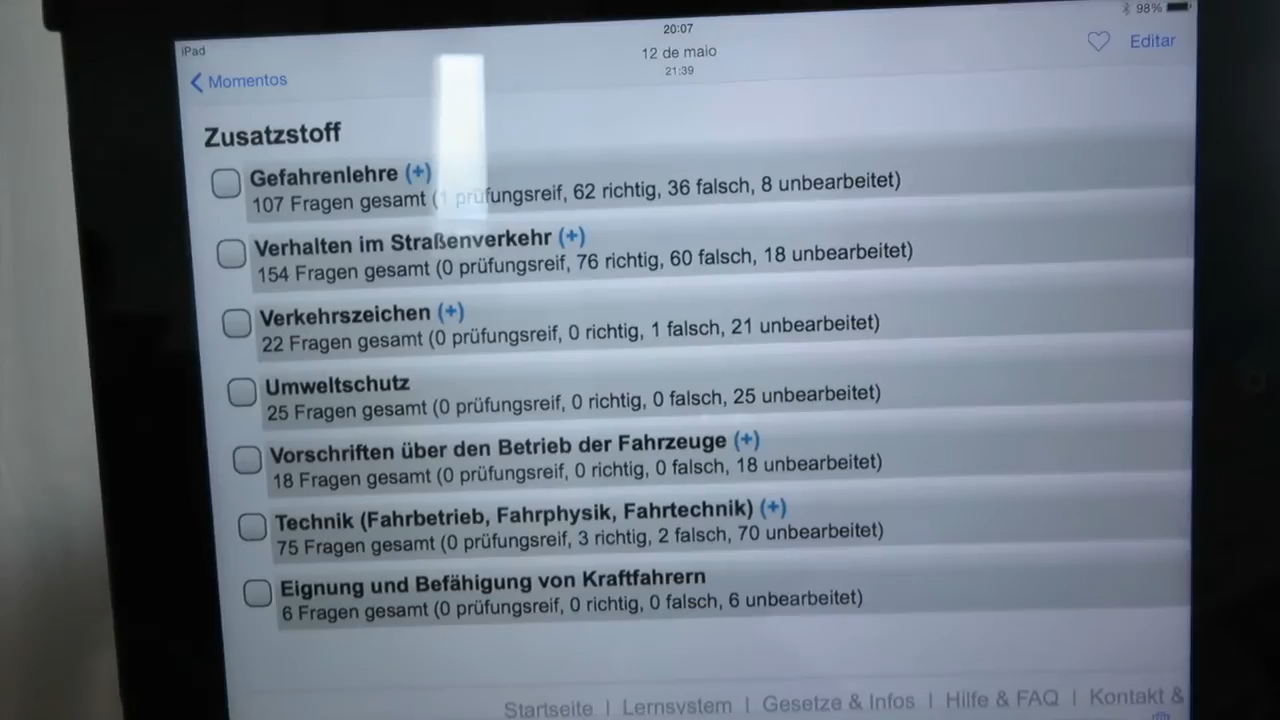 iPad
20:07
98%
Momentos
12 de maio
21:39
Editar
Zusatzstoff
Gefahrenlehre (+)
107 Fragen gesamt (1 prüfungsreif, 62 richtig, 36 falsch, 8 unbearbeitet)
Verhalten im Straßenverkehr (+)
154 Fragen gesamt (0 prüfungsreif, 76 richtig, 60 falsch, 18 unbearbeitet)
Verkehrszeichen (+)
22 Fragen gesamt (0 prüfungsreif, 0 richtig, 1 falsch, 21 unbearbeitet)
Umweltschutz
25 Fragen gesamt (0 prüfungsreif, 0 richtig, 0 falsch, 25 unbearbeitet)
Vorschriften über den Betrieb der Fahrzeuge (+)
18 Fragen gesamt (0 prüfungsreif, 0 richtig, 0 falsch, 18 unbearbeitet)
Technik (Fahrbetrieb, Fahrphysik, Fahrtechnik) (+)
75 Fragen gesamt (0 prüfungsreif, 3 richtig, 2 falsch, 70 unbearbeitet)
Eignung und Befähigung von Kraftfahrern
6 Fragen gesamt (0 prüfungsreif, 0 richtig, 0 falsch, 6 unbearbeitet)
Startseite | Lernsystem | Gesetze & Infos | Hilfe & FAQ | Kontakt &